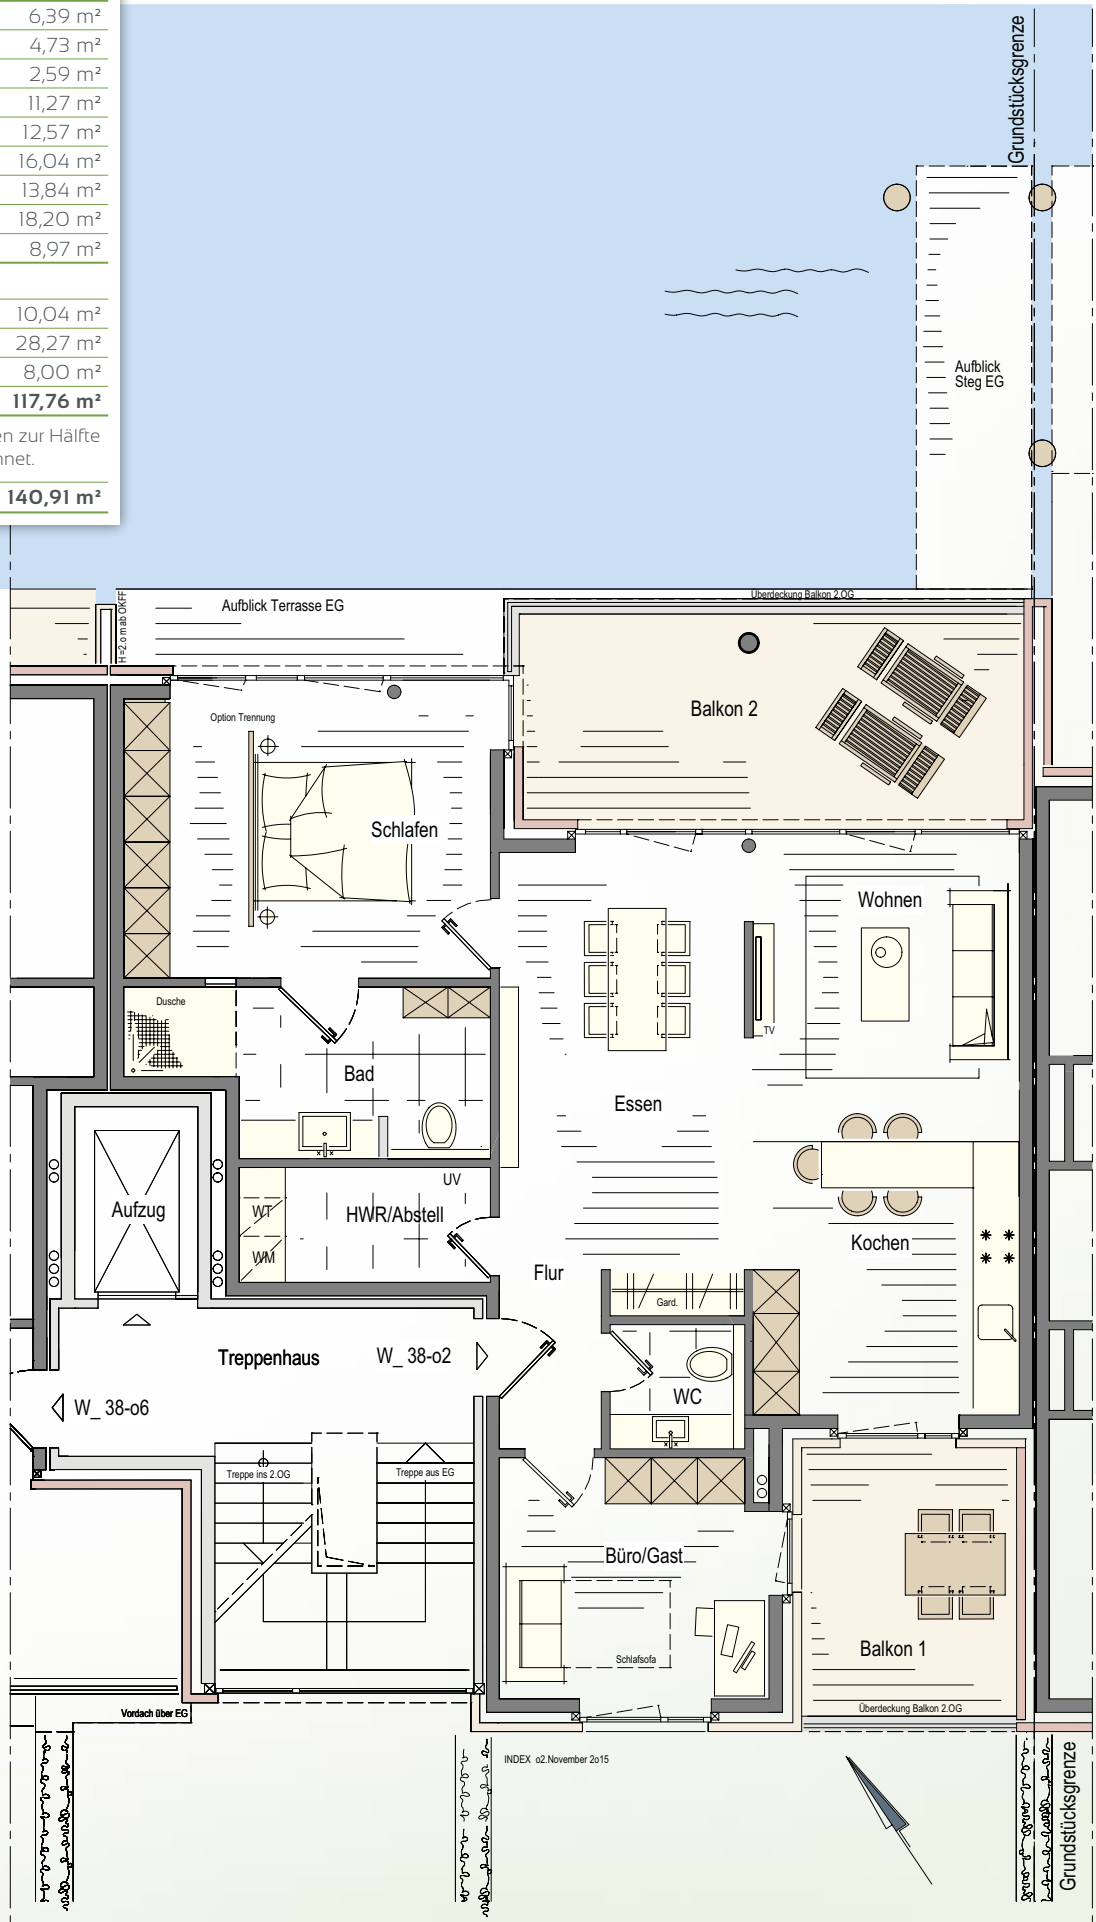 6,39 m²
4,73 m²
2,59 m²
11,27 m²
12,57 m²
16,04 m²
13,84 m²
18,20 m²
8,97 m²
10,04 m²
28,27 m²
8,00 m²
117,76 m²
zur Hälfte
140,91 m²
Grundstücksgrenze
Aufblick
Steg EG
Aufblick Terrasse EG
H=2.0 m ab OKFF
Überdeckung Balkon 2.OG
Balkon 2
Option Trennung
Schlafen
Wohnen
Dusche
TV
Bad
Essen
UV
WT
HWR/Abstell
WM
Aufzug
Kochen
Flur
Gard.
Treppenhaus
W_ 38-o2
WC
W_ 38-o6
Treppe ins 2.OG
Treppe aus EG
Büro/Gast
Schlafsofa
Balkon 1
Überdeckung Balkon 2.OG
Vordach über EG
INDEX o2.November 2o15
Grundstücksgrenze